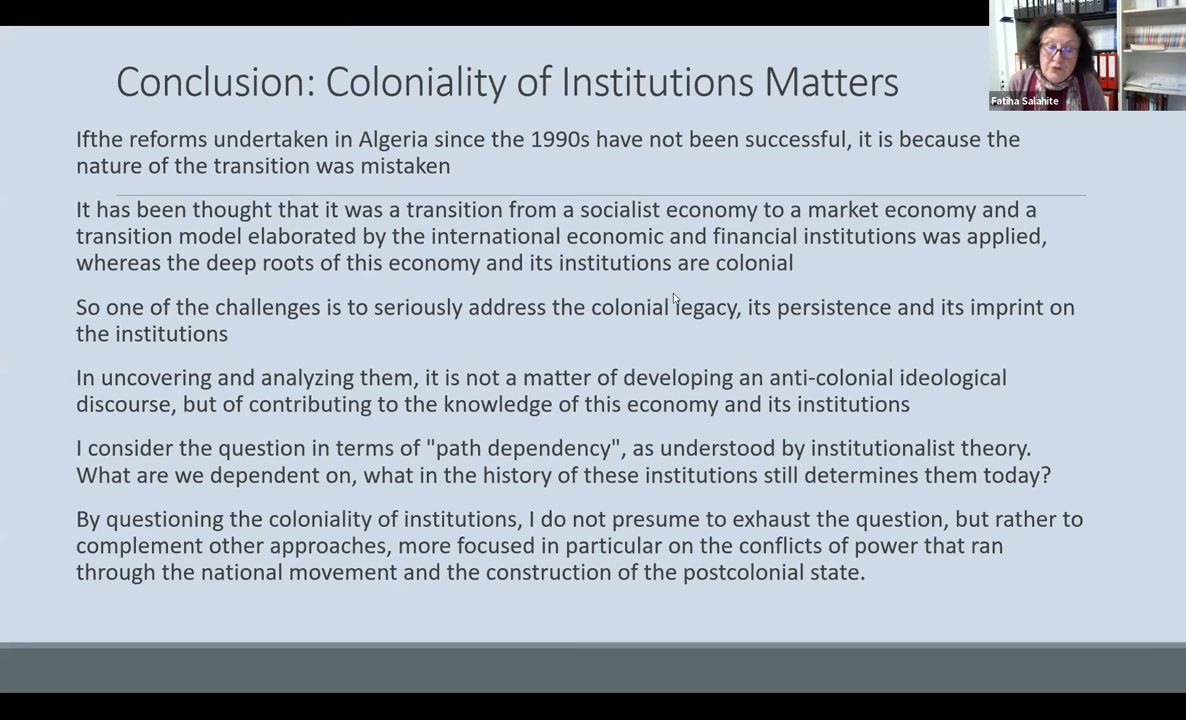 Conclusion: Coloniality of Institutions Matters
Fatiha Salahite
Ifthe reforms undertaken in Algeria since the 1990s have not been successful, it is because the
nature of the transition was mistaken
It has been thought that it was a transition from a socialist economy to a market economy and a
transition model elaborated by the international economic and financial institutions was applied,
whereas the deep roots of this economy and its institutions are colonial
So one of the challenges is to seriously address the colonial legacy, its persistence and its imprint on
the institutions
In uncovering and analyzing them, it is not a matter of developing an anti-colonial ideological
discourse, but of contributing to the knowledge of this economy and its institutions
I consider the question in terms of "path dependency", as understood by institutionalist theory.
What are we dependent on, what in the history of these institutions still determines them today?
By questioning the coloniality of institutions, I do not presume to exhaust the question, but rather to
complement other approaches, more focused in particular on the conflicts of power that ran
through the national movement and the construction of the postcolonial state.